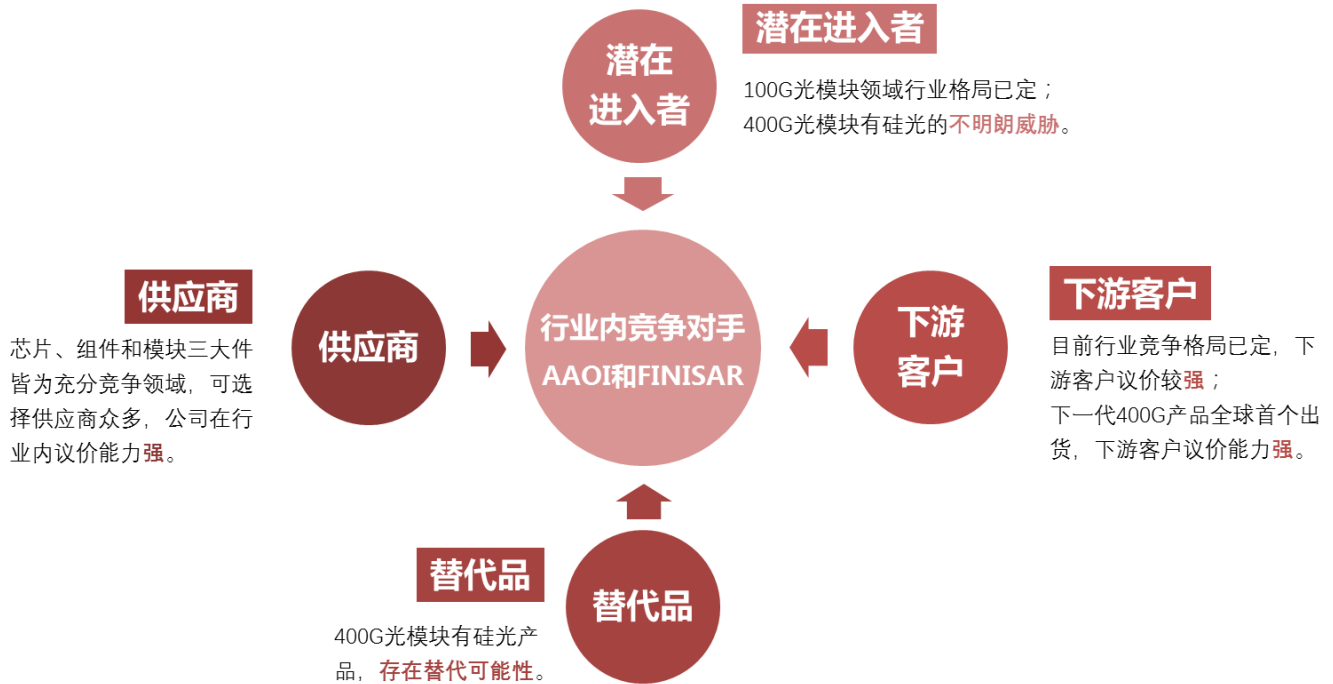 潜在
进入者
潜在进入者
100G光模块领域行业格局已定；
400G光模块有硅光的不明朗威胁。
供应商
芯片、组件和模块三大件
皆为充分竞争领域，可选
择供应商众多，公司在行
业内议价能力强。
供应商
行业内竞争对手
AAOI和FINISAR
下游
客户
下游客户
目前行业竞争格局已定，下
游客户议价较强；
下一代400G产品全球首个出
货，下游客户议价能力强。
替代品
400G光模块有硅光产
品，存在替代可能性。
替代品